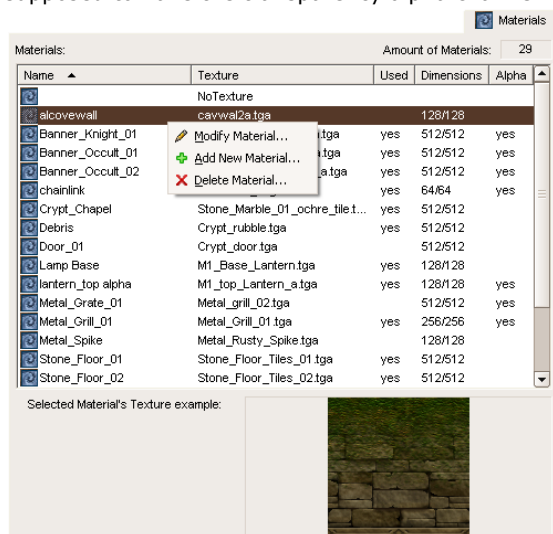 Materials
Materials:
Amount of Materials: 29
Name Texture Used Dimensions Alpha
NoTexture
alcovewall cavwal2a.tga 128/128
Banner_Knight_01 .tga yes 512/512 yes
Banner_Occult_01 .tga yes 512/512 yes
Banner_Occult_02 _a.tga yes 512/512 yes
Modify Material...
Add New Material...
Delete Material...
chainlink yes 64/64 yes
Crypt_Chapel Stone_Marble_01_ochre_tile.t... yes 512/512
Debris Crypt_rubble.tga yes 512/512
Door_01 Crypt_door.tga 512/512
Lamp Base M1_Base_Lantern.tga yes 128/128
lantern_top alpha M1_top_Lantern_a.tga yes 128/128 yes
Metal_Grate_01 Metal_grill_02.tga 512/512 yes
Metal_Grill_01 Metal_Grill_01.tga yes 256/256 yes
Metal_Spike Metal_Rusty_Spike.tga 128/128
Stone_Floor_01 Stone_Floor_Tiles_01.tga yes 512/512
Stone_Floor_02 Stone_Floor_Tiles_02.tga yes 512/512
Selected Material's Texture example: